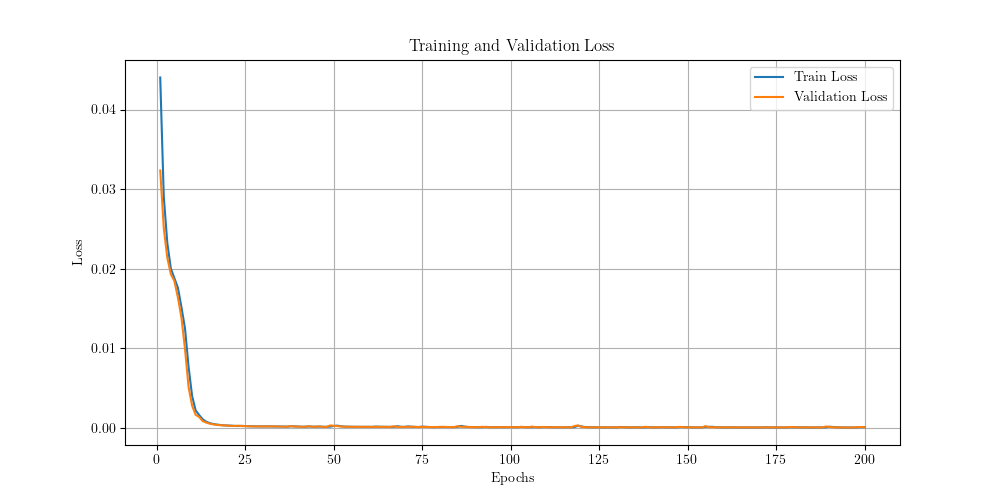 Training and Validation Loss
Train Loss
Validation Loss
Loss
0.04
0.03
0.02
0.01
0.00
0 25 50 75 100 125 150 175 200
Epochs